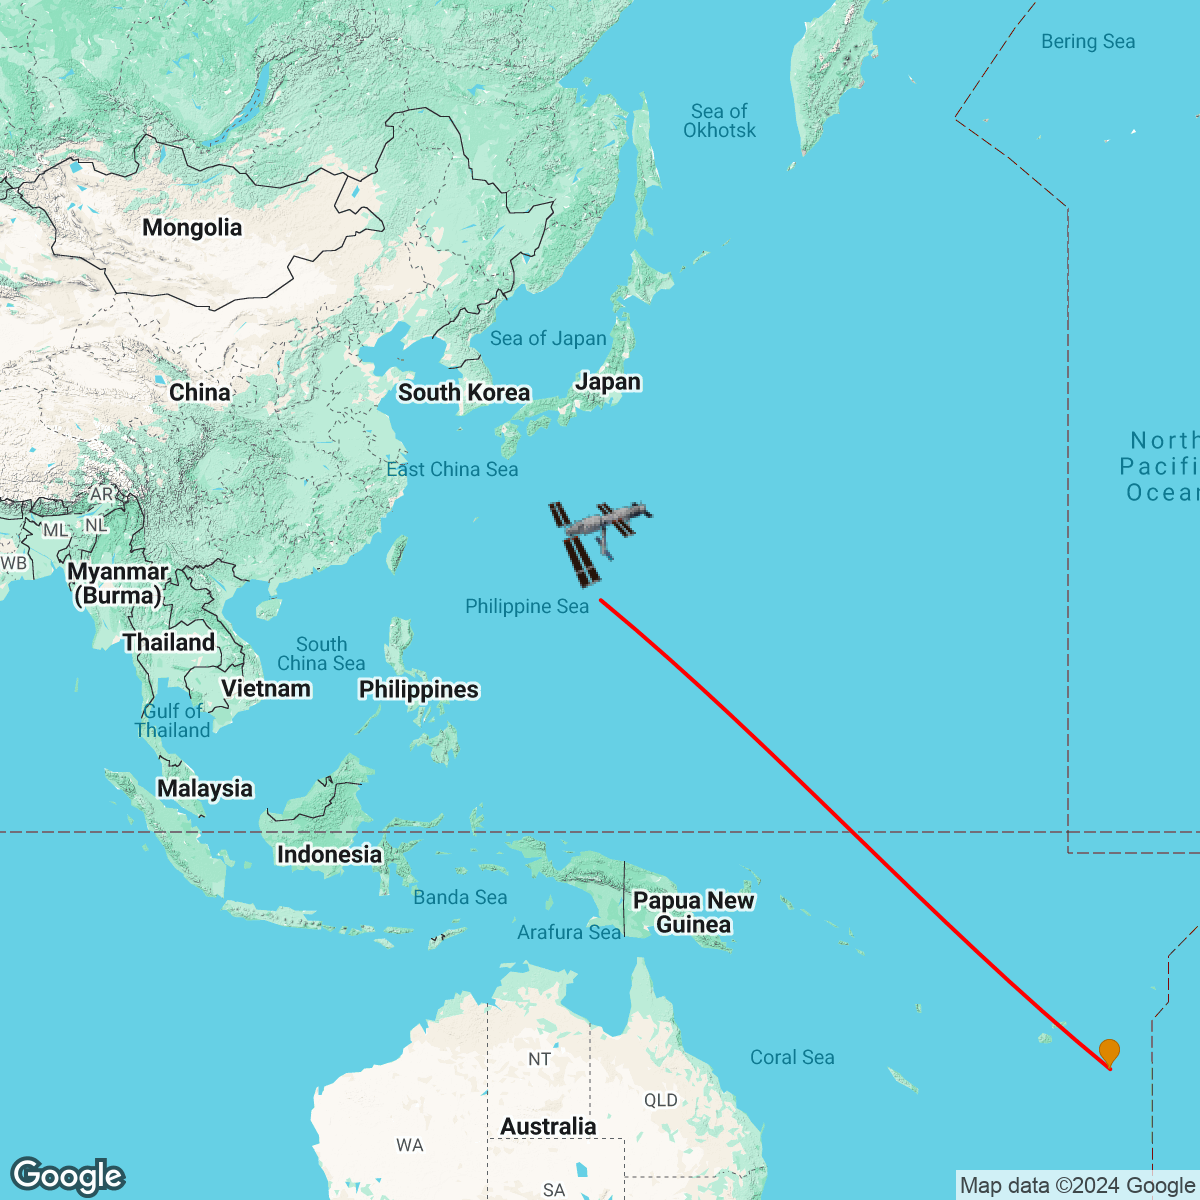 Bering Sea
Sea of
Okhotsk
Mongolia
Sea of Japan
Japan
China
South Korea
North
Pacifi
Ocean
East China Sea
AR
ML
NL
WB
Myanmar
(Burma)
Philippine Sea
Thailand
South
China Sea
Vietnam
Philippines
Gulf of
Thailand
Malaysia
Indonesia
Banda Sea
Papua New
Guinea
Arafura Sea
NT
Coral Sea
QLD
Australia
WA
SA
Google
Map data ©2024 Google